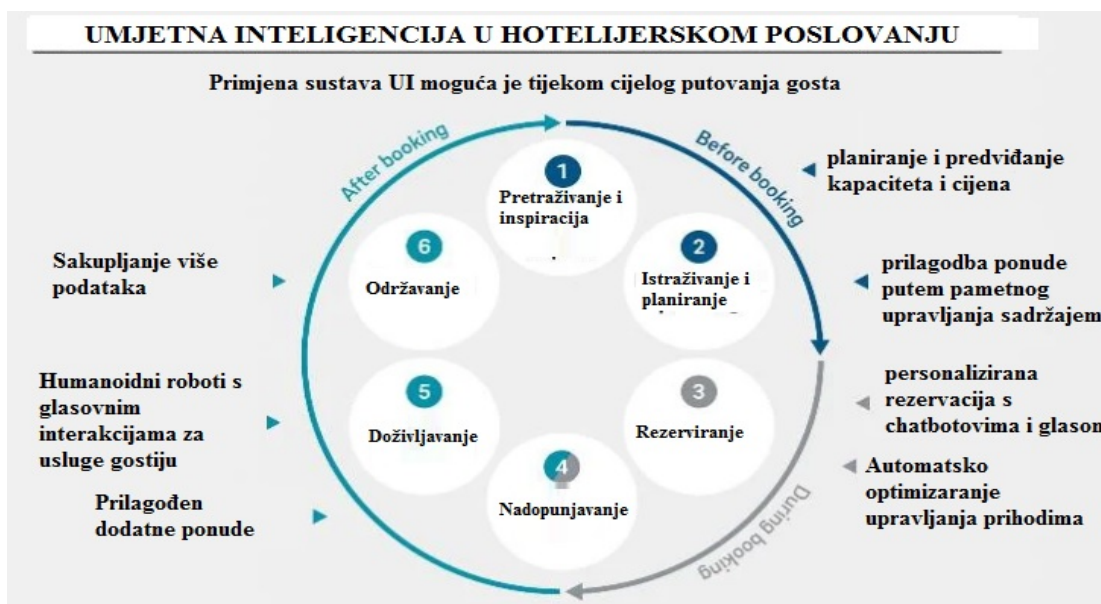 UMJETNA INTELIGENCIJA U HOTELIJERSKOM POSLOVANJU
Primjena sustava UI moguća je tijekom cijelog putovanja gosta
After booking
Before booking
During booking
1
Pretraživanje i
inspiracija
2
Istraživanje i
planiranje
3
Rezerviranje
4
Nadopunjavanje
5
Doživljavanje
6
Održavanje
planiranje i predviđanje
kapaciteta i cijena
prilagodba ponude
putem pametnog
upravljanja sadržajem
personalizirana
rezervacija s
chatbotovima i glasom
Automatsko
optimizaranje
upravljanja prihodima
Sakupljanje više
podataka
Humanoidni roboti s
glasovnim
interakcijama za
usluge gostiju
Prilagođen
dodatne ponude